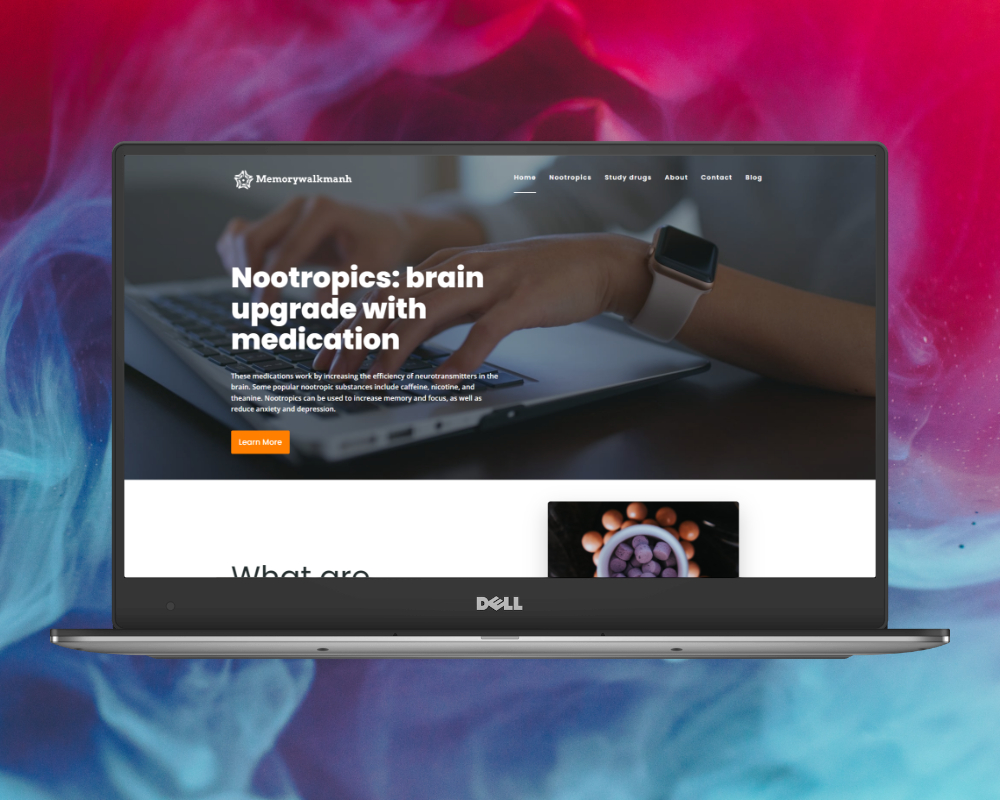 Memorywalkmanh
Home Nootropics Study drugs About Contact Blog
Nootropics: brain
upgrade with
medication
These medications work by increasing the efficiency of neurotransmitters in the
brain. Some popular nootropic substances include caffeine, nicotine, and
theanine. Nootropics can be used to increase memory and focus, as well as
reduce anxiety and depression.
Learn More
What are
DELL